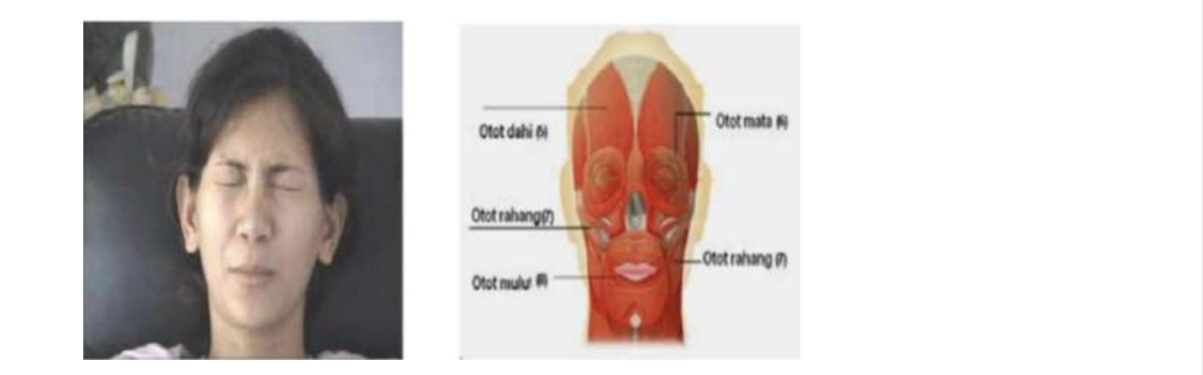 Otot dahi (5)
Otot mata (6)
Otot rahang(7)
Otot rahang (7)
Otot mulut (8)